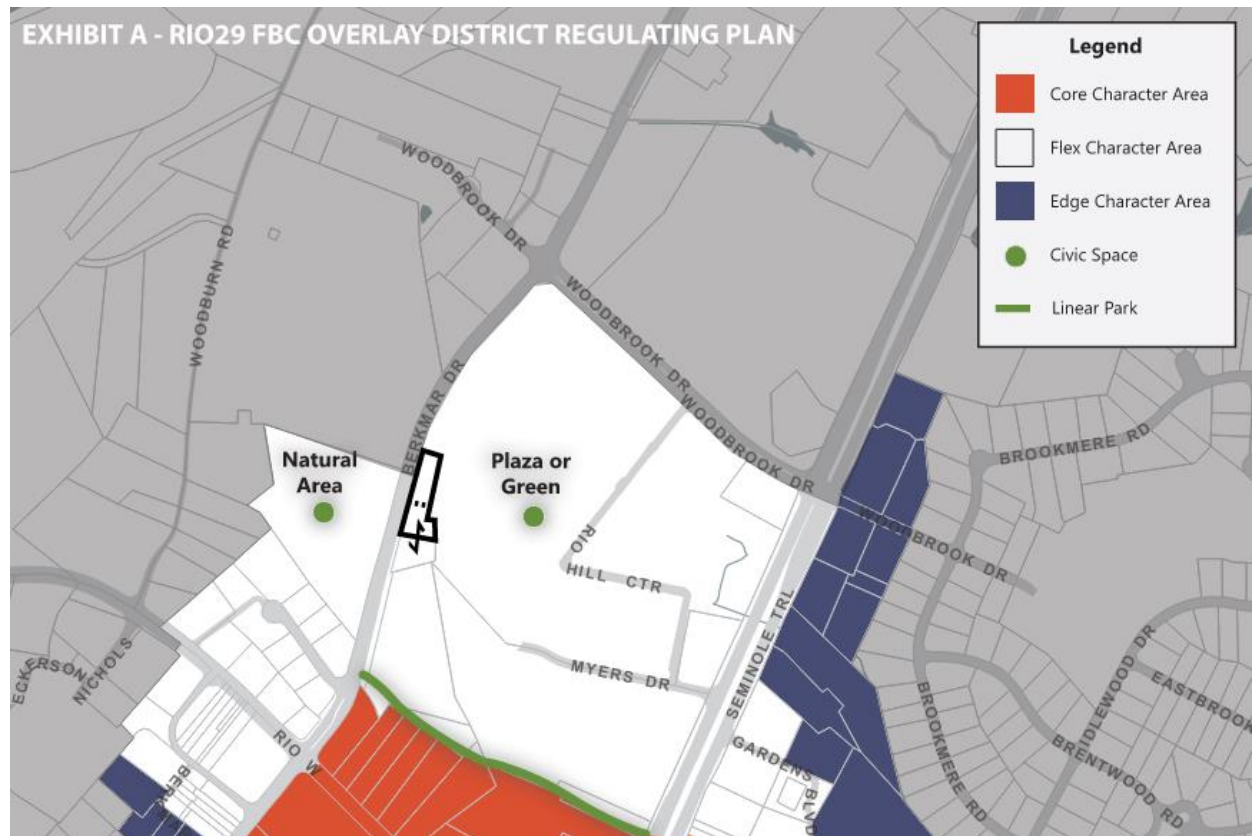 EXHIBIT A - RIO29 FBC OVERLAY DISTRICT REGULATING PLAN
Legend
Core Character Area
Flex Character Area
Edge Character Area
Civic Space
Linear Park
WOODBROOK DR
WOODBURN RD
WOODBROOK DR
WOODBROOK DR
BERKMAR DR
BROOKMERE RD
Natural
Area
Plaza or
Green
WOODBROOK DR
RIO
HILL CTR
SEMINOLE TRL
MYERS DR
NICHOLS
ECKERSON
IDLEWOOD DR
EASTBROOK
BROOKMERE RD
BRENTWOOD RD
RIO W
GARDENS
BLVD